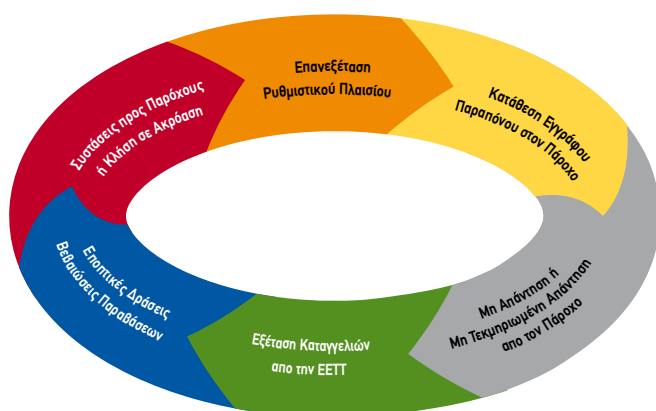 Επανεξέταση
Ρυθμιστικού Πλαισίου
Κατάθεση Εγγράφου
Παραπόνου στον Πάροχο
Μη Απάντηση ή
Μη Τεκμηριωμένη Απάντηση
απο τον Πάροχο
Εξέταση Καταγγελιών
απο την ΕΕΤΤ
Εποπτικές Δράσεις
Βεβαιώσεις Παραβάσεων
Συστάσεις προς Παρόχους
ή Κλήση σε Ακρόαση